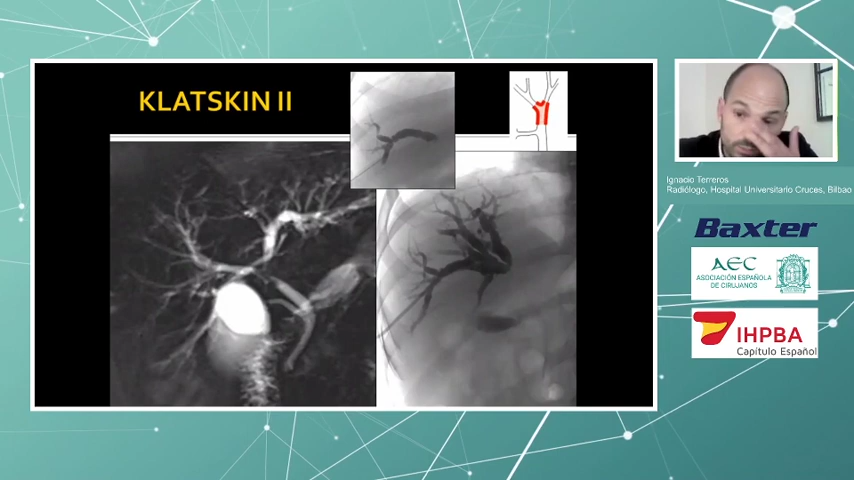 KLATSKIN II
Ignacio Terreros
Radiólogo, Hospital Universitario Cruces, Bilbao
Baxter
AEC
ASOCIACIÓN ESPAÑOLA
DE CIRUJANOS
IHPBA
Capítulo Español